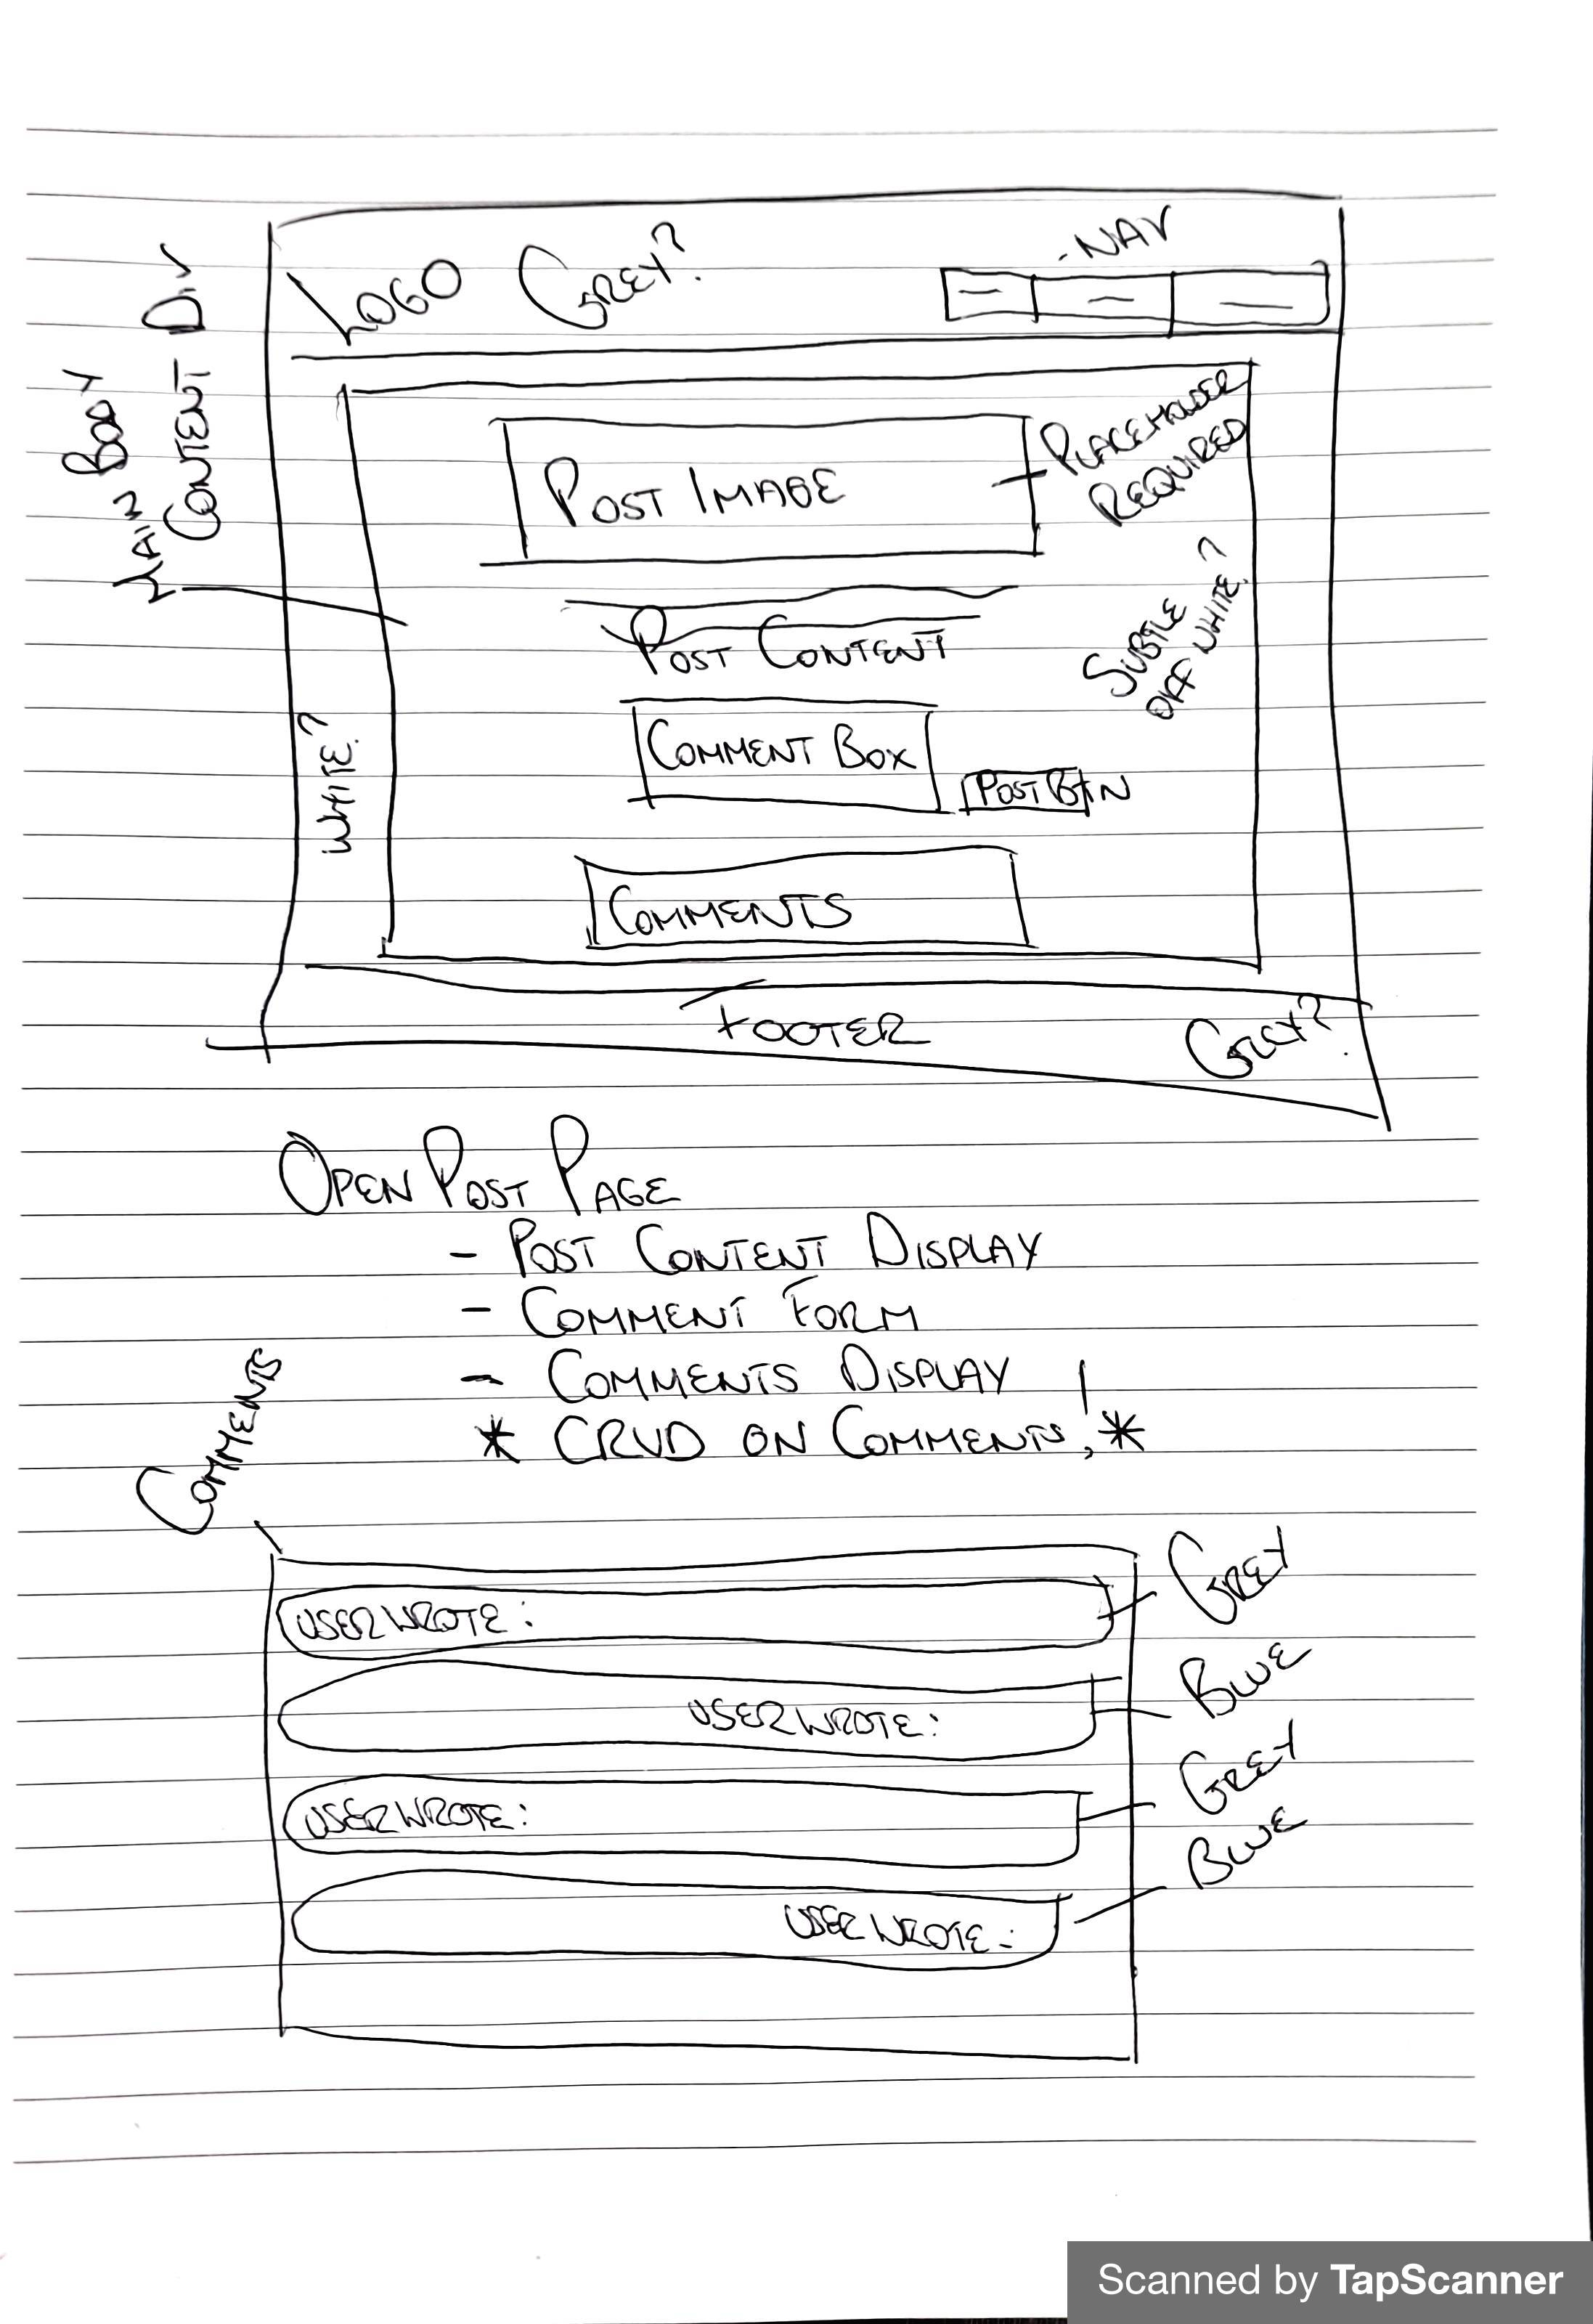 LOGO
GREY?
-NAV
MAIN BODY
CONTENT DIV
POST IMAGE
PLACEHOLDER
REQUIRED
POST CONTENT
SUBTLE
OFF WHITE?
WHITE?
COMMENT BOX
POST BTN
COMMENTS
FOOTER
GREY?
OPEN POST PAGE
- POST CONTENT DISPLAY
- COMMENT FORM
- COMMENTS DISPLAY
* CRUD ON COMMENTS! *
COMMENTS
USER WROTE:
GREY
USER WROTE:
BLUE
USER WROTE:
GREY
USER WROTE:
BLUE
Scanned by TapScanner